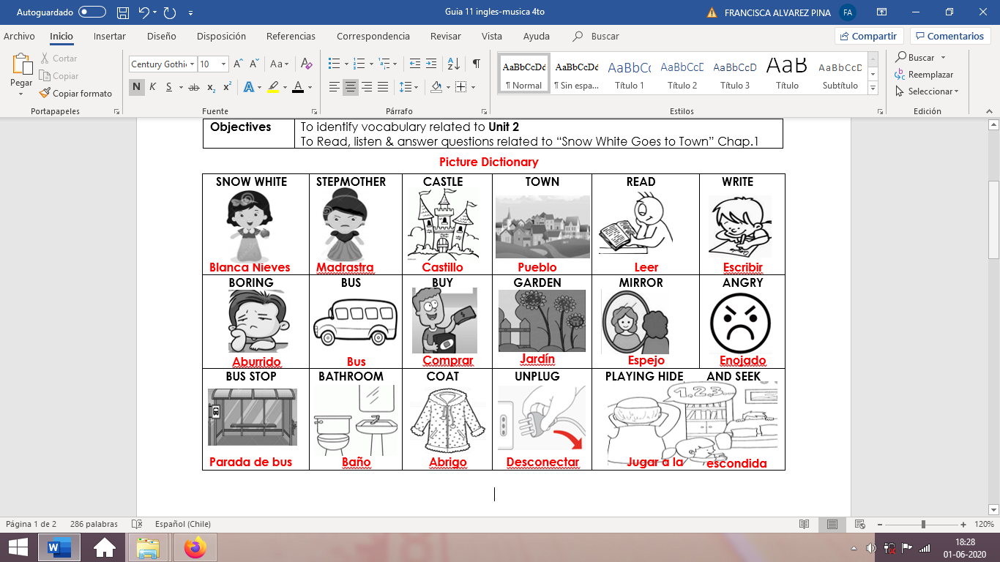 Autoguardado
Guia 11 ingles-musica 4to
FRANCISCA ALVAREZ PINA
FA
Archivo Inicio Insertar Diseño Disposición Referencias Correspondencia Revisar Vista Ayuda Buscar
Compartir Comentarios
Pegar
Cortar
Copiar
Copiar formato
Portapapeles
Century Gothi 10
N K S ab x₂ x²
Fuente
Párrafo
AaBbCcDd AaBbCcDd AaBbCc AaBbCcD AaBbCcD AaB AaBbCcD
¶ Normal ¶ Sin espa... Título 1 Título 2 Título 3 Título Subtítulo
Estilos
Buscar
Reemplazar
Seleccionar
Edición
Objectives
To identify vocabulary related to Unit 2
To Read, listen & answer questions related to “Snow White Goes to Town” Chap.1
Picture Dictionary
SNOW WHITE STEPMOTHER CASTLE TOWN READ WRITE
Blanca Nieves Madrastra Castillo Pueblo Leer Escribir
BORING BUS BUY GARDEN MIRROR ANGRY
Aburrido Bus Comprar Jardín Espejo Enojado
BUS STOP BATHROOM COAT UNPLUG PLAYING HIDE AND SEEK
1,2,3...
Parada de bus Baño Abrigo Desconectar Jugar a la escondida
Página 1 de 2 286 palabras Español (Chile) 120%
18:28
01-06-2020